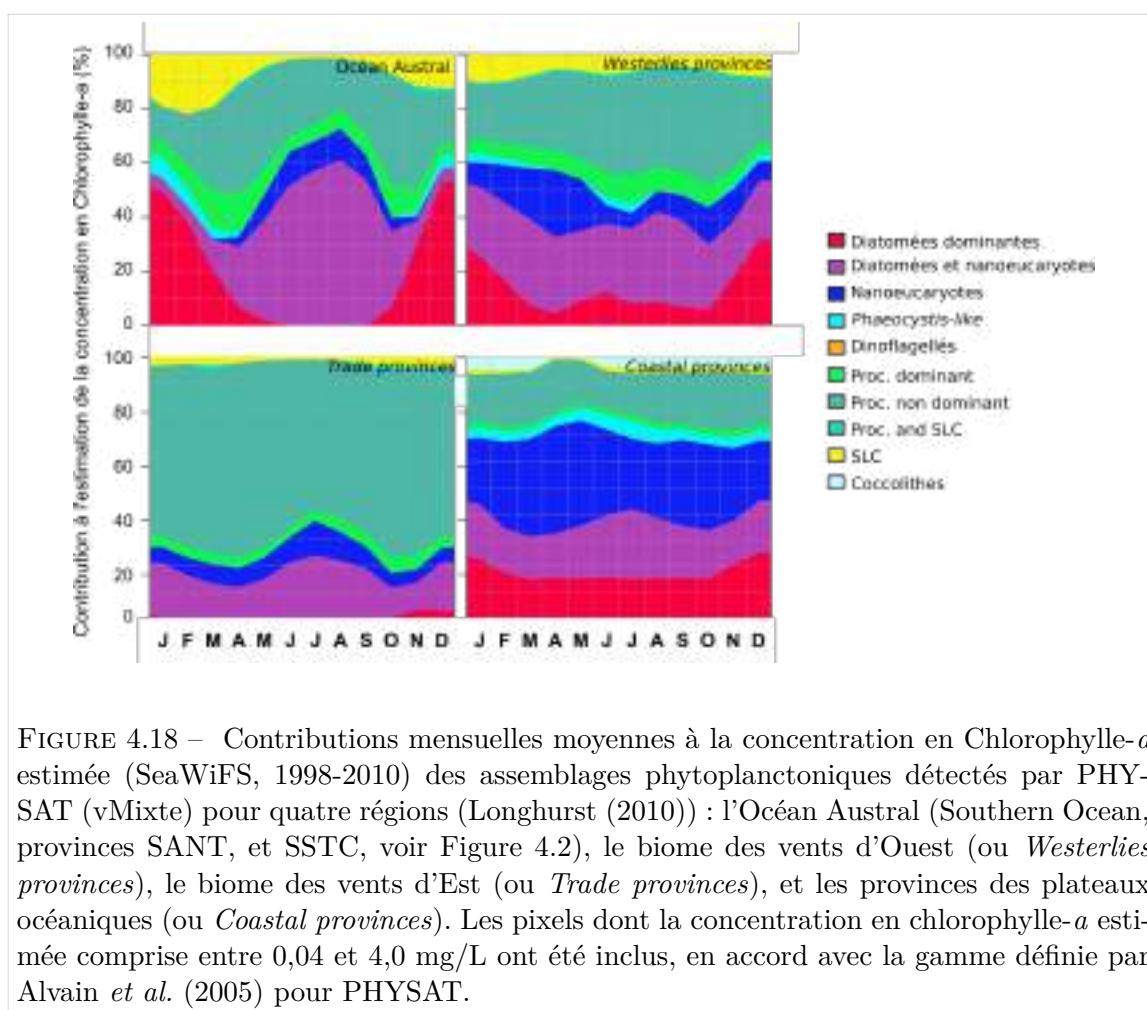 Contribution à l'estimation de la concentration en Chlorophylle-a (%)
100
80
60
40
20
0
Océan Austral
Westerlies provinces
100
80
60
40
20
0
Trade provinces
Coastal provinces
J F M A M J J A S O N D
J F M A M J J A S O N D
Diatomées dominantes
Diatomées et nanoeucaryotes
Nanoeucaryotes
Phaeocystis-like
Dinoflagellés
Proc. dominant
Proc. non dominant
Proc. and SLC
SLC
Coccolithes
FIGURE 4.18 – Contributions mensuelles moyennes à la concentration en Chlorophylle-a
estimée (SeaWiFS, 1998-2010) des assemblages phytoplanctoniques détectés par PHY-
SAT (vMixte) pour quatre régions (Longhurst (2010)) : l'Océan Austral (Southern Ocean,
provinces SANT, et SSTC, voir Figure 4.2), le biome des vents d'Ouest (ou Westerlies
provinces), le biome des vents d'Est (ou Trade provinces), et les provinces des plateaux
océaniques (ou Coastal provinces). Les pixels dont la concentration en chlorophylle-a esti-
mée comprise entre 0,04 et 4,0 mg/L ont été inclus, en accord avec la gamme définie par
Alvain et al. (2005) pour PHYSAT.